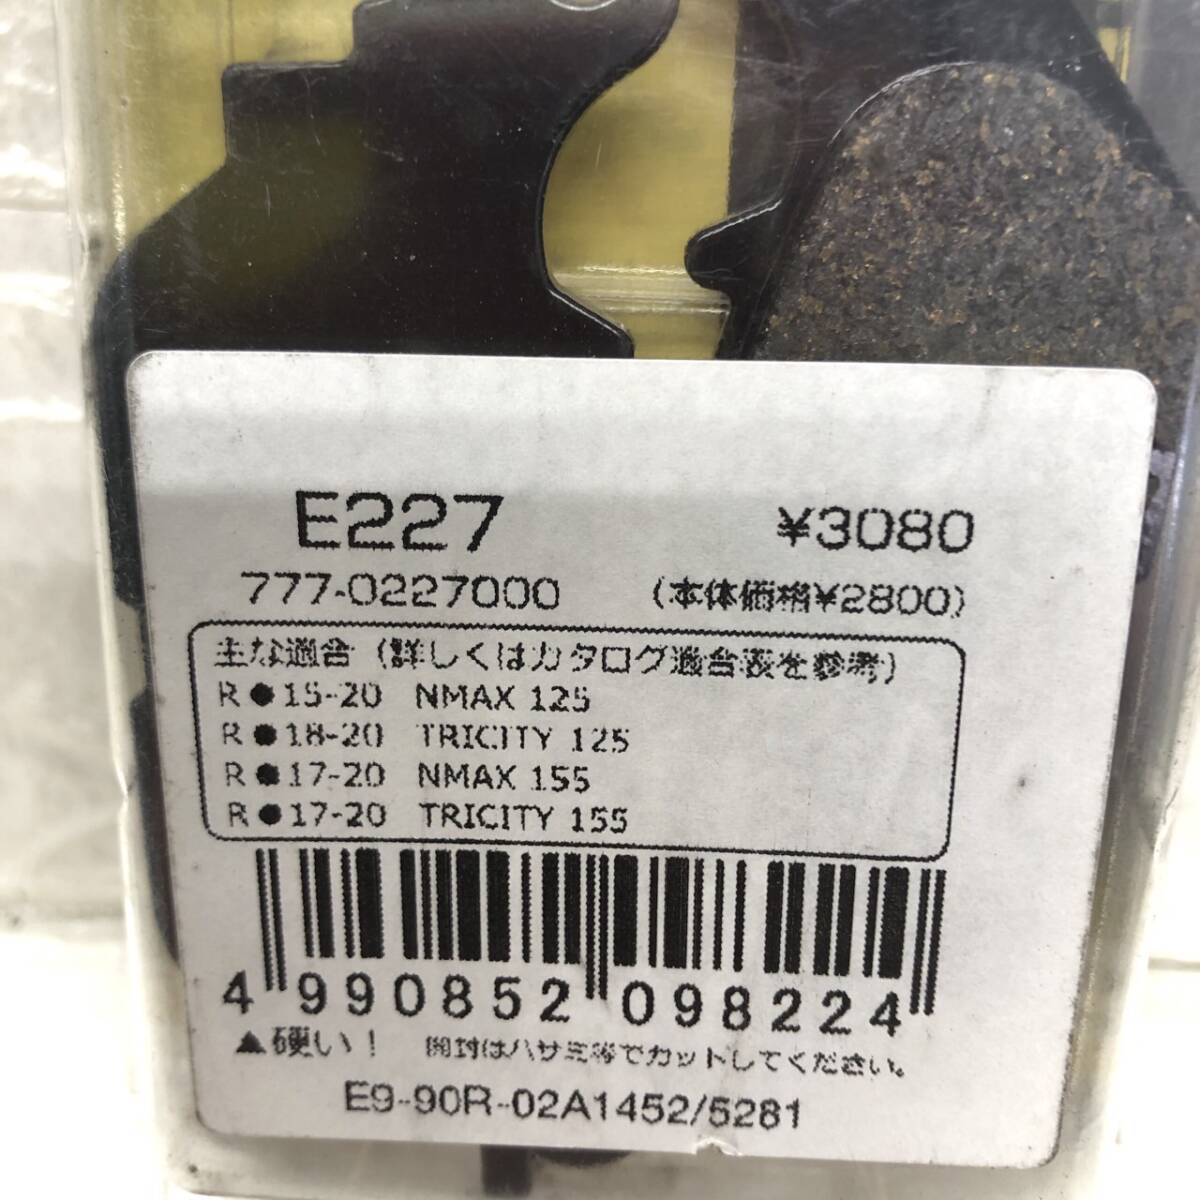 E227 ¥3080
777-0227000 (本体価格¥2800)
主な適合 (詳しくはカタログ適合表を参考)
R●15-20 NMAX 125
R●18-20 TRICITY 125
R●17-20 NMAX 155
R●17-20 TRICITY 155
4 990852 098224
▲硬い! 開封はハサミ等でカットしてください。
E9-90R-02A1452/5281